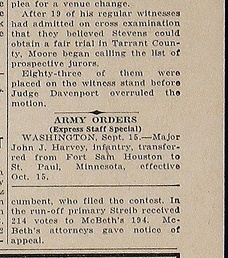 plea for a venue change.
After 19 of his regular witnesses
had admitted on cross examination
that they believed Stevens could
obtain a fair trial in Tarrant Coun-
ty, Moore began calling the list of
prospective jurors.
Eighty-three of them were
placed on the witness stand before
Judge Davenport overruled the
motion.
ARMY ORDERS
(Express Staff Special)
WASHINGTON, Sept. 15.—Major
John J. Harvey, infantry, transfer-
red from Fort Sam Houston to
St. Paul, Minnesota, effective
Oct. 15.
cumbent, who filed the contest. In
the run-off primary Streib received
214 votes to McBeth's 194. Mc-
Beth's attorneys gave notice of
appeal.